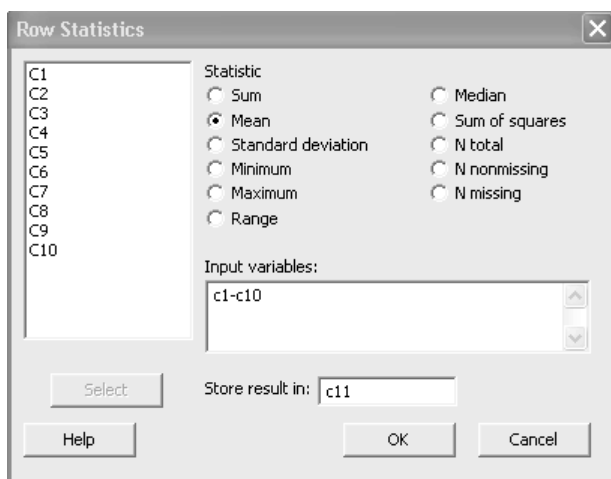 Row Statistics
C1
C2
C3
C4
C5
C6
C7
C8
C9
C10
Statistic
Sum
Mean
Standard deviation
Minimum
Maximum
Range
Median
Sum of squares
N total
N nonmissing
N missing
Input variables:
c1-c10
Select
Store result in: c11
Help
OK
Cancel